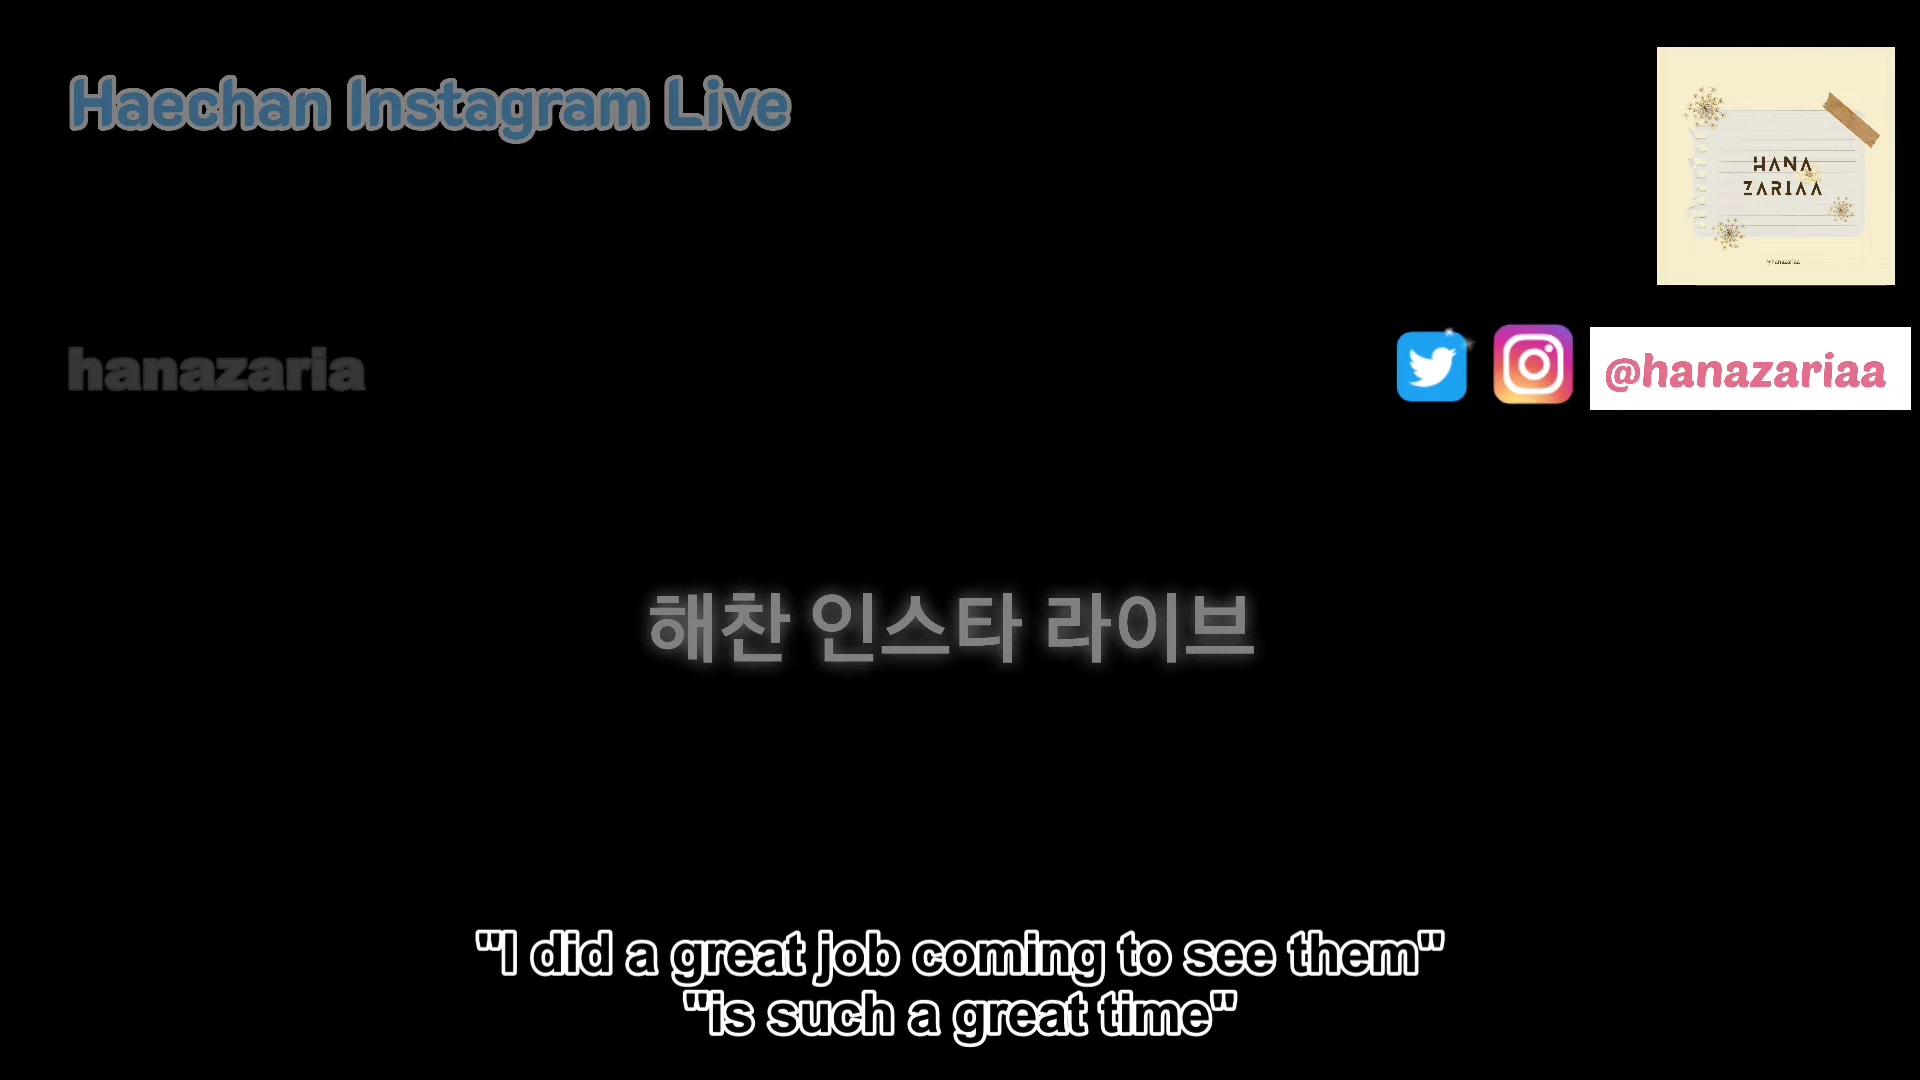 Haechan Instagram Live
HANA
ZARIAA
@hanazariaa
hanazaria
@hanazariaa
해찬 인스타 라이브
"I did a great job coming to see them"
"is such a great time"